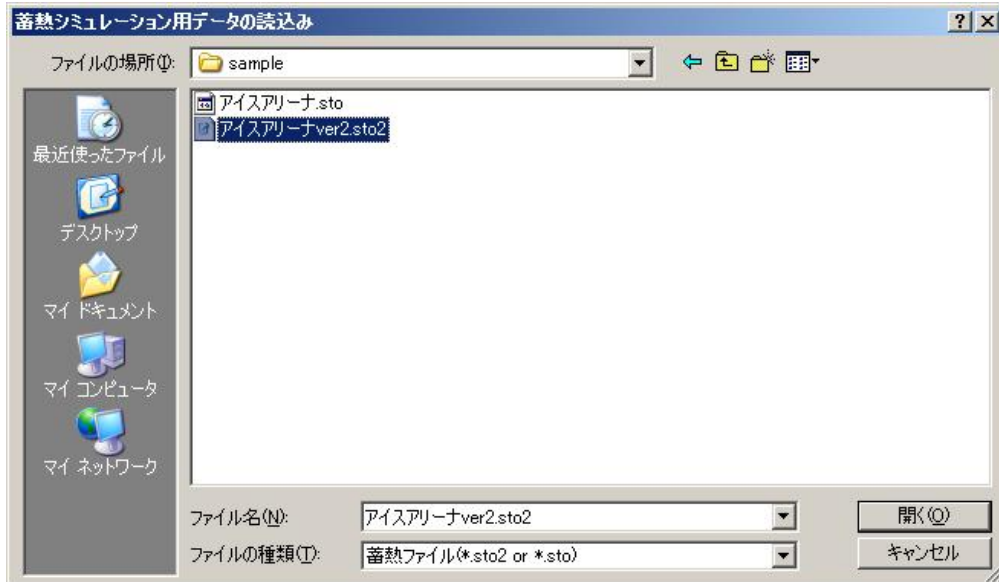 蓄熱シミュレーション用データの読込み
ファイルの場所(I):
sample
アイスアリーナ.sto
アイスアリーナver2.sto2
最近使ったファイル
デスクトップ
マイ ドキュメント
マイ コンピュータ
マイ ネットワーク
ファイル名(N):
アイスアリーナver2.sto2
開く(O)
ファイルの種類(T):
蓄熱ファイル(*.sto2 or *.sto)
キャンセル